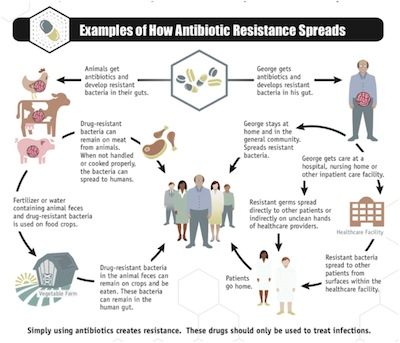 Examples of How Antibiotic Resistance Spreads
Animals get
antibiotics and
develop resistant
bacteria in their guts.
George gets
antibiotics and
develops resistant
bacteria in his gut.
Drug-resistant
bacteria can
remain on meat
from animals.
When not handled
or cooked properly,
the bacteria can
spread to humans.
George stays at
home and in the
general community.
Spreads resistant
bacteria.
George gets care at a
hospital, nursing home or
other inpatient care facility.
Fertilizer or water
containing animal feces
and drug-resistant bacteria
is used on food crops.
Resistant germs spread
directly to other patients or
indirectly on unclean hands
of healthcare providers.
Healthcare Facility
Drug-resistant bacteria
in the animal feces can
remain on crops and be
eaten. These bacteria
can remain in the
human gut.
Vegetable Farm
Patients
go home.
Resistant bacteria
spread to other
patients from
surfaces within the
healthcare facility.
Simply using antibiotics creates resistance. These drugs should only be used to treat infections.